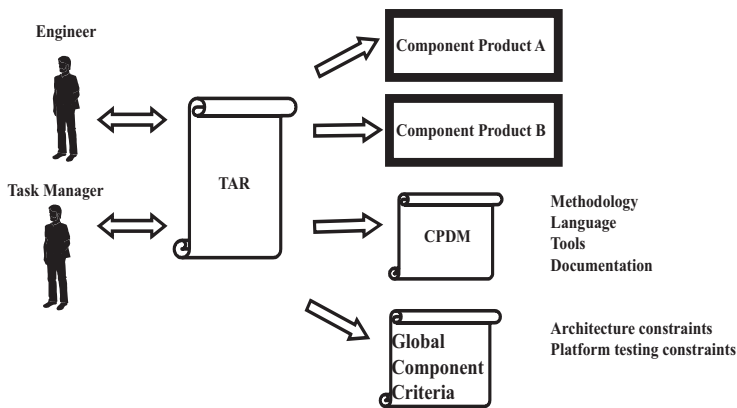 Engineer
Component Product A
Component Product B
Task Manager
TAR
CPDM
Methodology
Language
Tools
Documentation
Global
Component
Criteria
Architecture constraints
Platform testing constraints